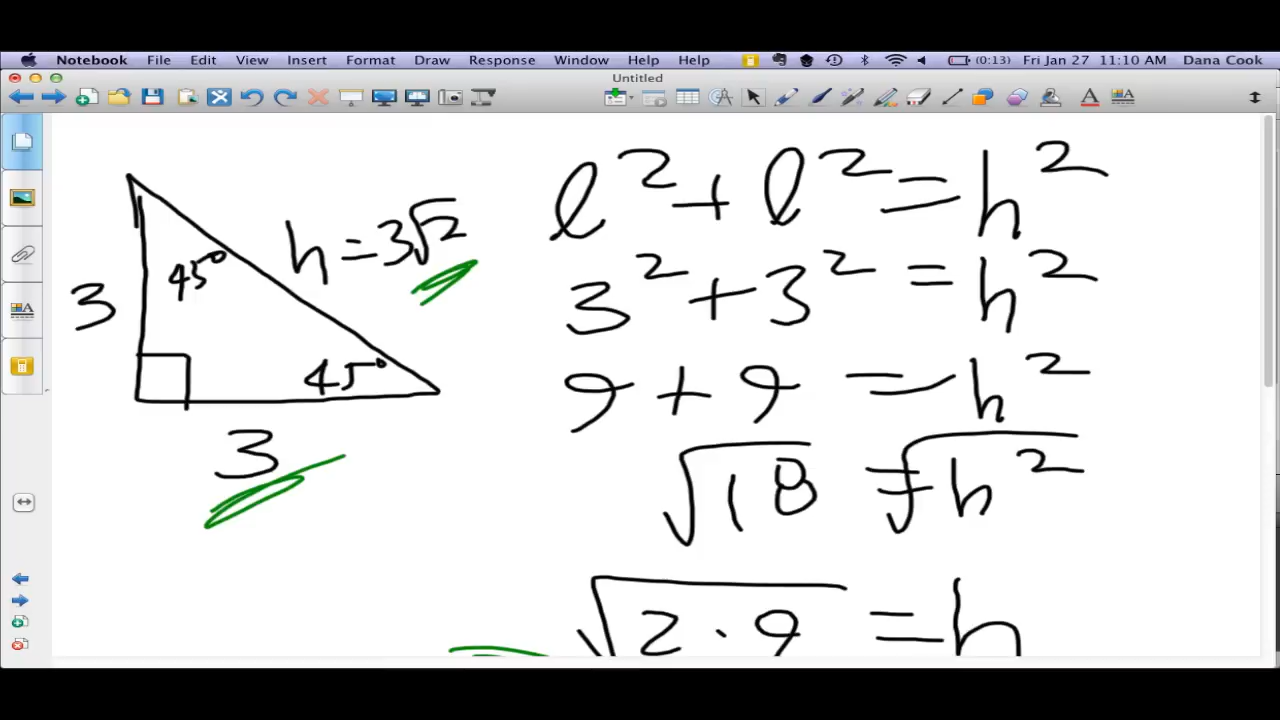 Notebook File Edit View Insert Format Draw Response Window Help Help (0:13) Fri Jan 27 11:10 AM Dana Cook
Untitled
h = 3√2
45°
3
45°
3
l² + l² = h²
3² + 3² = h²
9 + 9 = h²
√18 = √h²
√2·9 = h